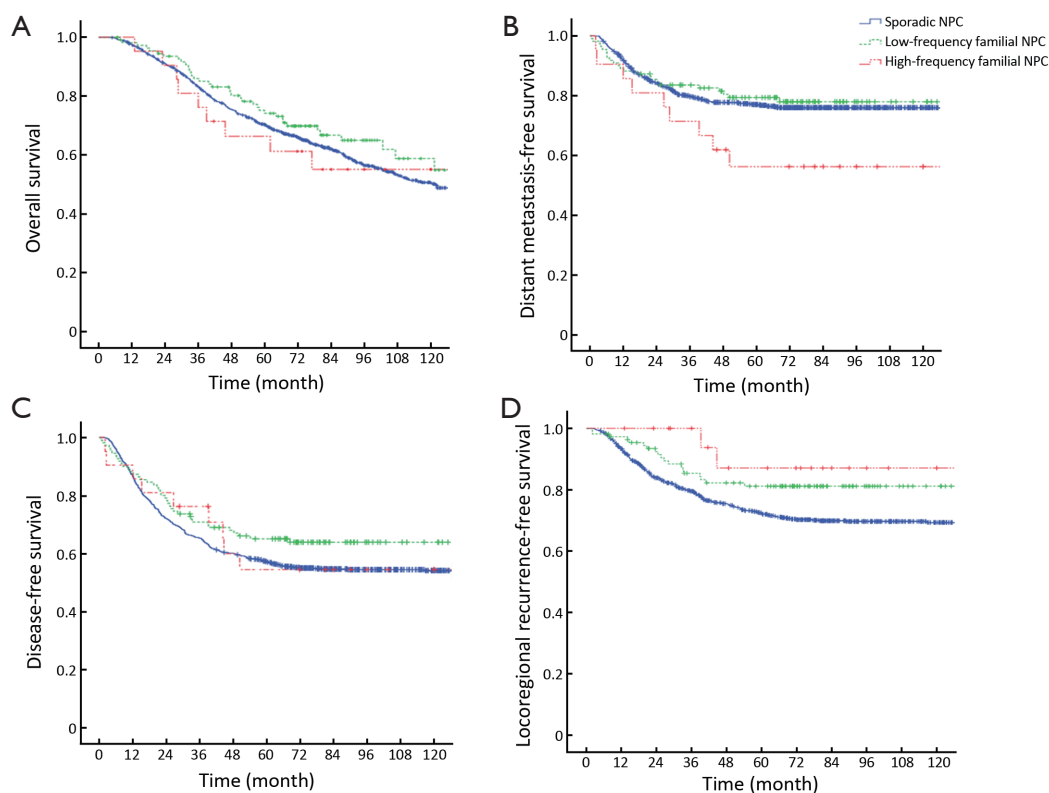 A
Overall survival
1.0
0.8
0.6
0.4
0.2
0
0 12 24 36 48 60 72 84 96 108 120
Time (month)
B
Sporadic NPC
Low-frequency familial NPC
High-frequency familial NPC
Distant metastasis-free survival
1.0
0.8
0.6
0.4
0.2
0
0 12 24 36 48 60 72 84 96 108 120
Time (month)
C
Disease-free survival
1.0
0.8
0.6
0.4
0.2
0
0 12 24 36 48 60 72 84 96 108 120
Time (month)
D
Locoregional recurrence-free survival
1.0
0.8
0.6
0.4
0.2
0
0 12 24 36 48 60 72 84 96 108 120
Time (month)